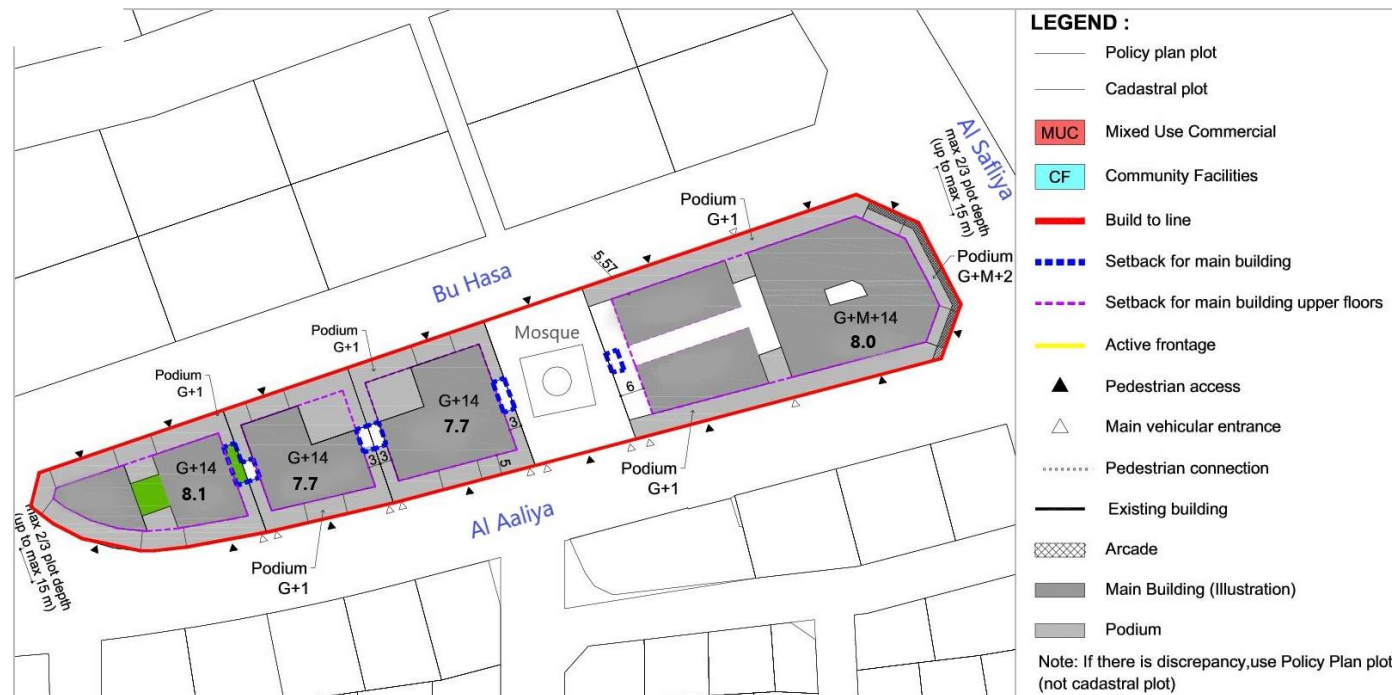 Al Safliya
max 2/3 plot depth
(up to max 15 m)
Podium
G+1
5.57
Podium
G+M+2
Bu Hasa
G+M+14
8.0
Mosque
Podium
G+1
6
Podium
G+1
G+14
7.7
3
3
3
5
Podium
G+1
G+14
7.7
G+14
8.1
Al Aaliya
Podium
G+1
max 2/3 plot depth
(up to max 15 m)
LEGEND :
Policy plan plot
Cadastral plot
MUC Mixed Use Commercial
CF Community Facilities
Build to line
Setback for main building
Setback for main building upper floors
Active frontage
Pedestrian access
Main vehicular entrance
Pedestrian connection
Existing building
Arcade
Main Building (Illustration)
Podium
Note: If there is discrepancy,use Policy Plan plot
(not cadastral plot)